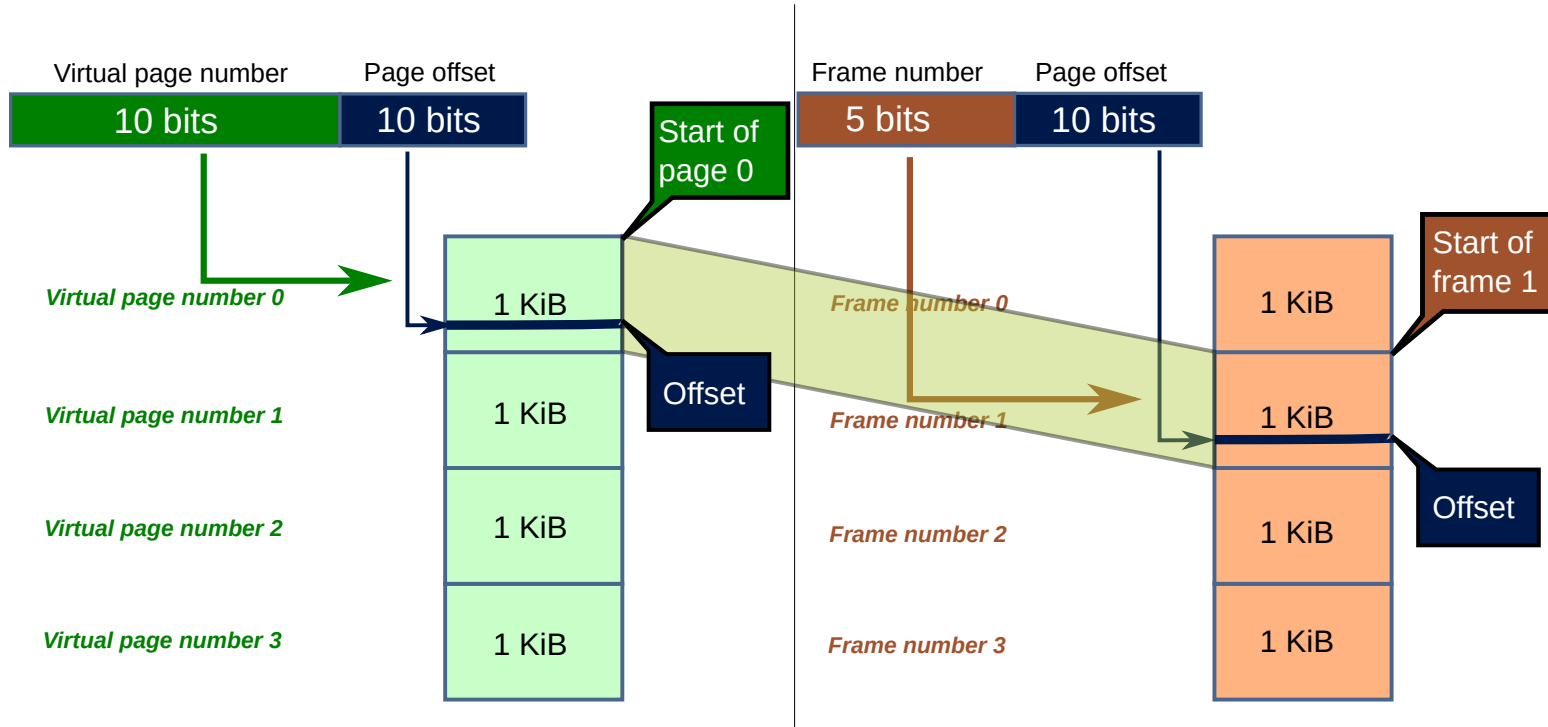 Virtual page number
Page offset
10 bits
10 bits
Start of
page 0
Virtual page number 0
1 KiB
Offset
Virtual page number 1
1 KiB
Virtual page number 2
1 KiB
Virtual page number 3
1 KiB
Frame number
Page offset
5 bits
10 bits
Start of
frame 1
Frame number 0
1 KiB
Frame number 1
1 KiB
Offset
Frame number 2
1 KiB
Frame number 3
1 KiB